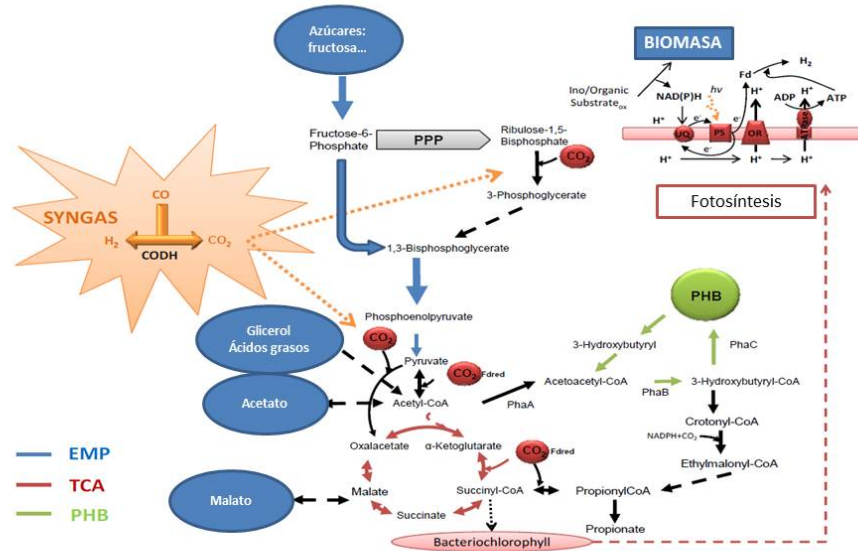 Azúcares:
fructosa…
BIOMASA
Ino/Organic
Substrate ox
NAD(P)H
hv
Fd
H₂
H⁺
H⁺
ADP
ATP
H⁺
H⁺
UQ
e⁻
PS
OR
ATPase
e⁻
H⁺
H⁺
H⁺
Fotosíntesis
Fructose-6-
Phosphate
PPP
Ribulose-1,5-
Bisphosphate
CO₂
3-Phosphoglycerate
SYNGAS
CO
H₂
CO₂
CODH
1,3-Bisphosphoglycerate
Phosphoenolpyruvate
PHB
Glicerol
Ácidos grasos
CO₂
Pyruvate
CO₂ Fdred
3-Hydroxybutyryl
PhaC
Acetato
Acetyl-CoA
PhaA
Acetoacetyl-CoA
PhaB
3-Hydroxybutyryl-CoA
Crotonyl-CoA
NADPH+CO₂
Ethylmalonyl-CoA
Oxalacetate
α-Ketoglutarate
CO₂ Fdred
EMP
TCA
PHB
Malato
Malate
Succinyl-CoA
PropionylCoA
Succinate
Propionate
Bacteriochlorophyll